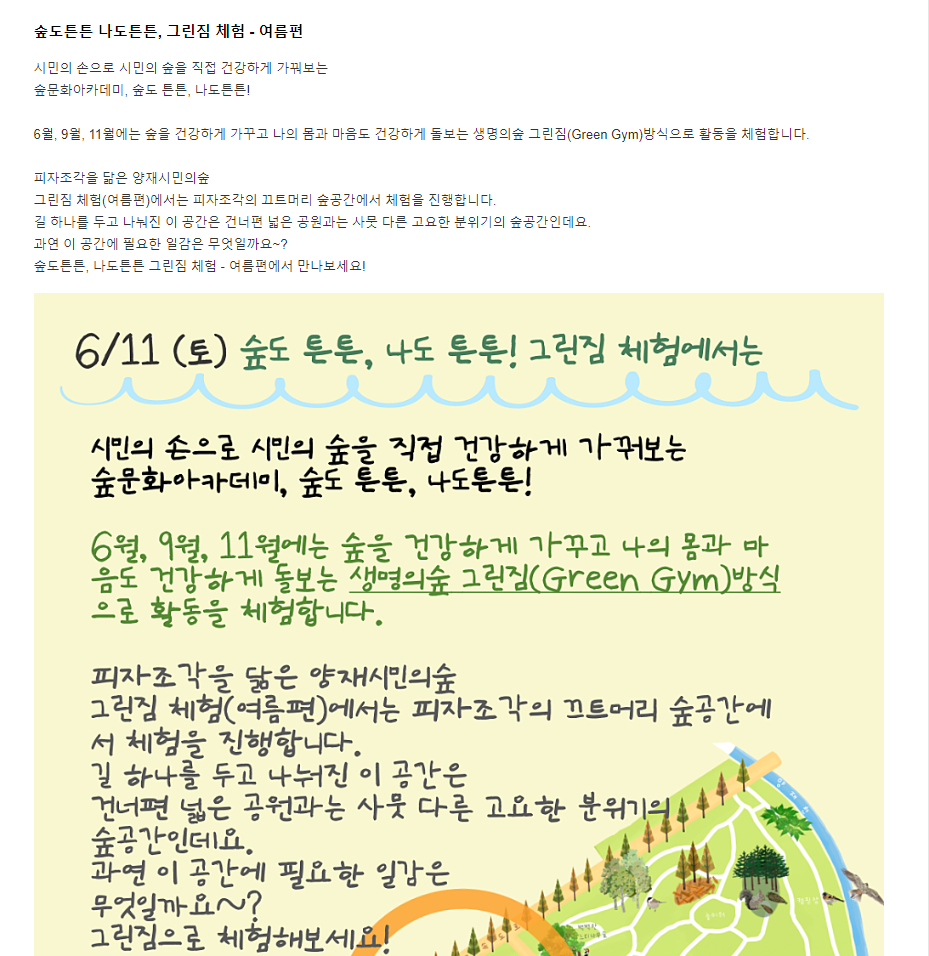 숲도튼튼 나도튼튼, 그린짐 체험 - 여름편
시민의 손으로 시민의 숲을 직접 건강하게 가꿔보는
숲문화아카데미, 숲도 튼튼, 나도튼튼!
6월, 9월, 11월에는 숲을 건강하게 가꾸고 나의 몸과 마음도 건강하게 돌보는 생명의숲 그린짐(Green Gym)방식으로 활동을 체험합니다.
피자조각을 닮은 양재시민의숲
그린짐 체험(여름편)에서는 피자조각의 끄트머리 숲공간에서 체험을 진행합니다.
길 하나를 두고 나눠진 이 공간은 건너편 넓은 공원과는 사뭇 다른 고요한 분위기의 숲공간인데요.
과연 이 공간에 필요한 일감은 무엇일까요~?
숲도튼튼, 나도튼튼 그린짐 체험 - 여름편에서 만나보세요!
6/11 (토) 숲도 튼튼, 나도 튼튼! 그린짐 체험에서는
시민의 손으로 시민의 숲을 직접 건강하게 가꿔보는
숲문화아카데미, 숲도 튼튼, 나도튼튼!
6월, 9월, 11월에는 숲을 건강하게 가꾸고 나의 몸과 마
음도 건강하게 돌보는 생명의숲 그린짐(Green Gym)방식
으로 활동을 체험합니다.
피자조각을 닮은 양재시민의숲
그린짐 체험(여름편)에서는 피자조각의 끄트머리 숲공간에
서 체험을 진행합니다.
길 하나를 두고 나눠진 이 공간은
건너편 넓은 공원과는 사뭇 다른 고요한 분위기의
숲공간인데요.
과연 이 공간에 필요한 일감은
무엇일까요~?
그린짐으로 체험해보세요!